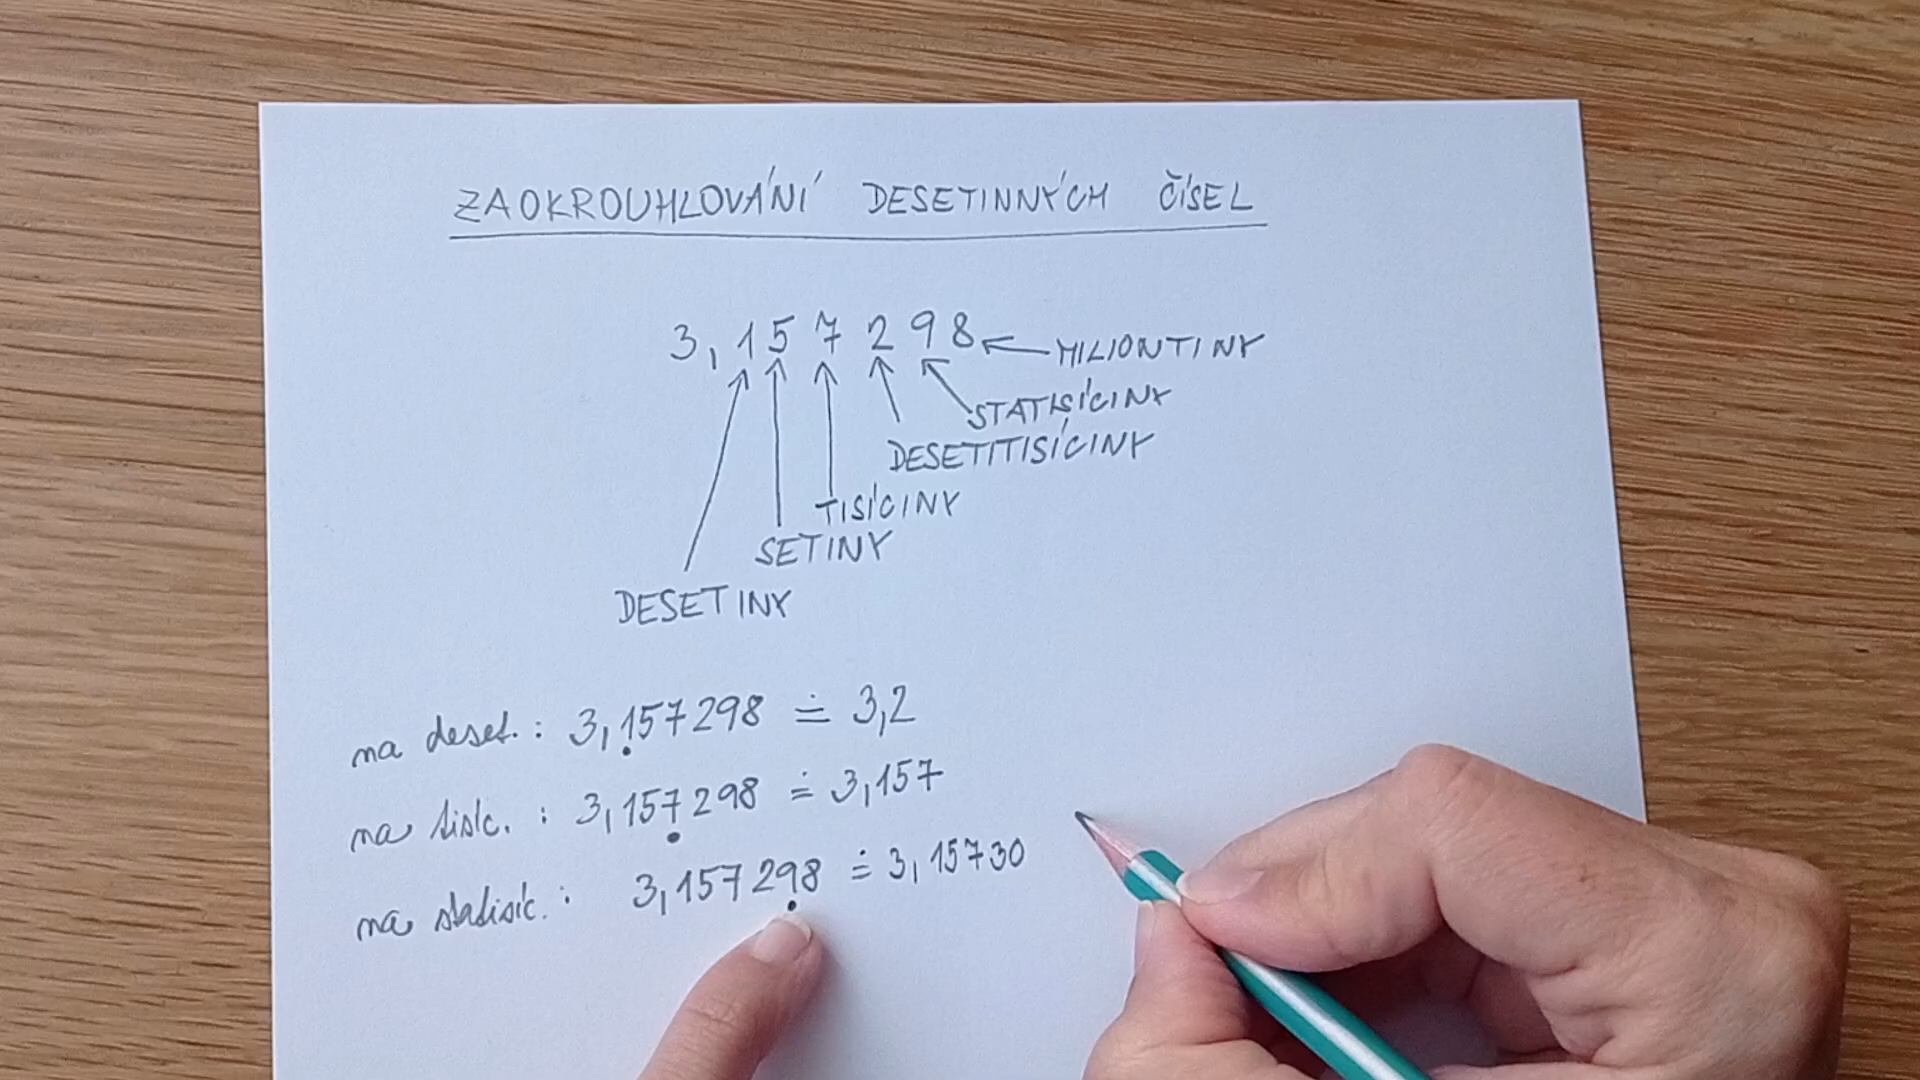 ZAOKROUHLOVÁNÍ DESETINNÝCH ČÍSEL
3,157298
MILIONTINY
STATISÍCINY
DESETITISÍCINY
TISÍCINY
SETINY
DESETINY
na deset. : 3,157298 ≐ 3,2
na tisíc. : 3,157298 ≐ 3,157
na statisíc. : 3,157298 ≐ 3,15730